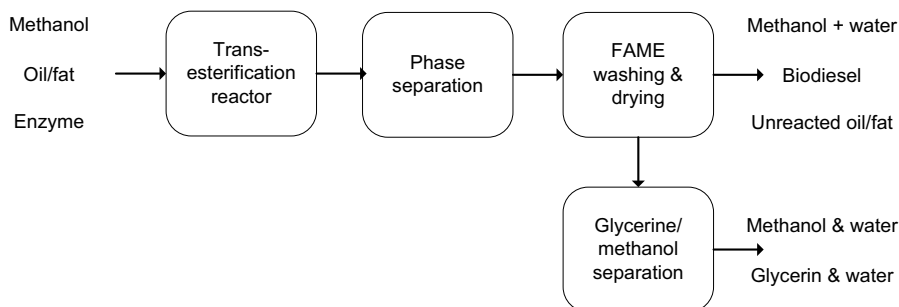 Methanol
Oil/fat
Enzyme
Trans-
esterification
reactor
Phase
separation
FAME
washing &
drying
Methanol + water
Biodiesel
Unreacted oil/fat
Glycerine/
methanol
separation
Methanol & water
Glycerin & water